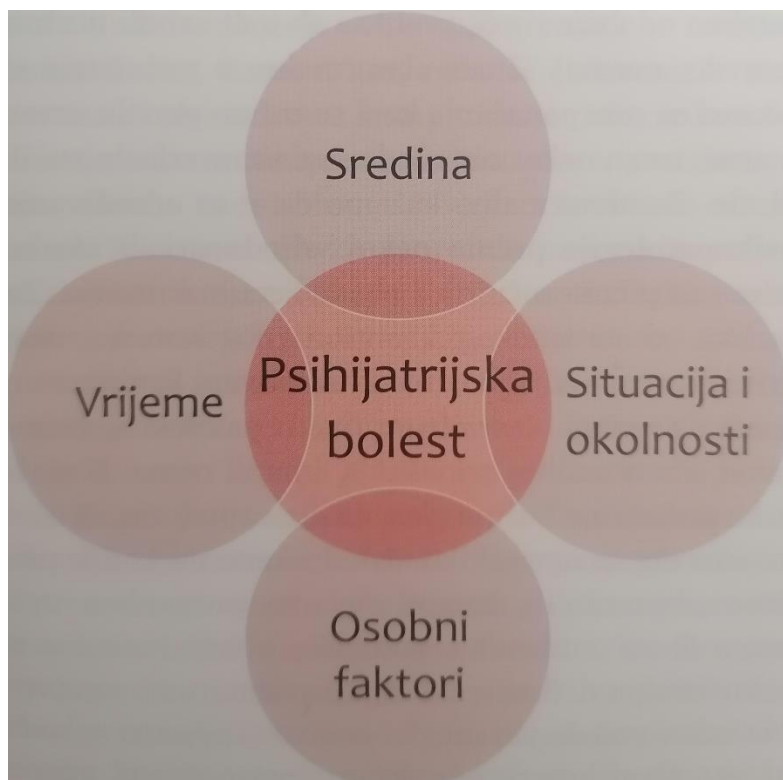 Sredina
Vrijeme
Psihijatrijska
bolest
Situacija i
okolnosti
Osobni
faktori